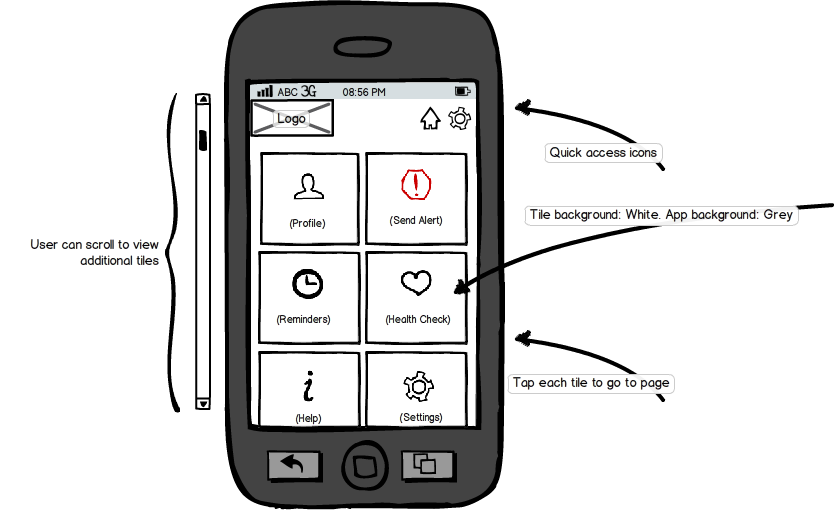 ABC 3G 08:56 PM
Logo
Quick access icons
(Profile)
(Send Alert)
Tile background: White. App background: Grey
User can scroll to view
additional tiles
(Reminders)
(Health Check)
Tap each tile to go to page
(Help)
(Settings)